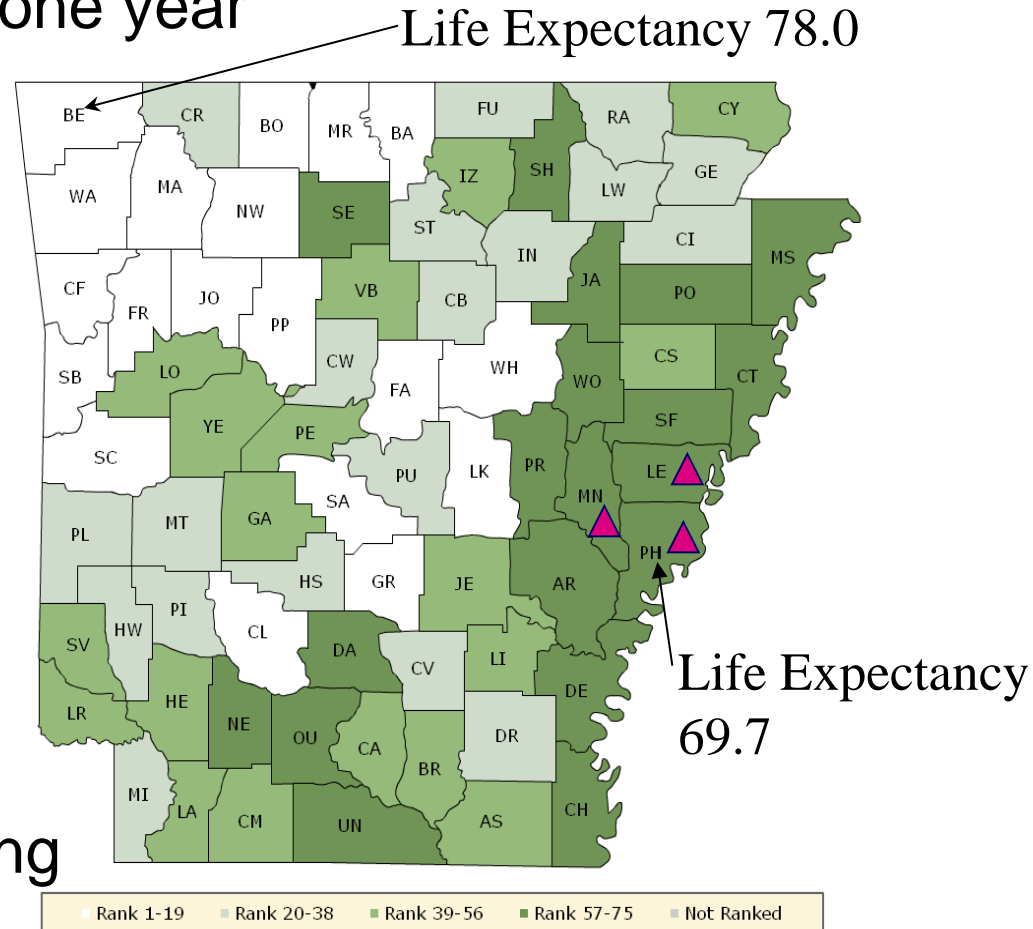 one year
Life Expectancy 78.0
BE
CR
BO
MR
BA
FU
RA
CY
WA
MA
NW
SE
ST
IZ
SH
LW
GE
CF
FR
JO
PP
VB
CB
IN
JA
CI
PO
MS
SB
LO
CW
FA
WH
WO
CS
CT
SC
YE
PE
PU
LK
PR
SF
LE
MN
PL
MT
GA
SA
HS
GR
JE
AR
PH
SV
HW
PI
CL
DA
CV
LI
DE
Life Expectancy
69.7
LR
HE
NE
OU
CA
BR
DR
MI
LA
CM
UN
AS
CH
ng
Rank 1-19 Rank 20-38 Rank 39-56 Rank 57-75 Not Ranked